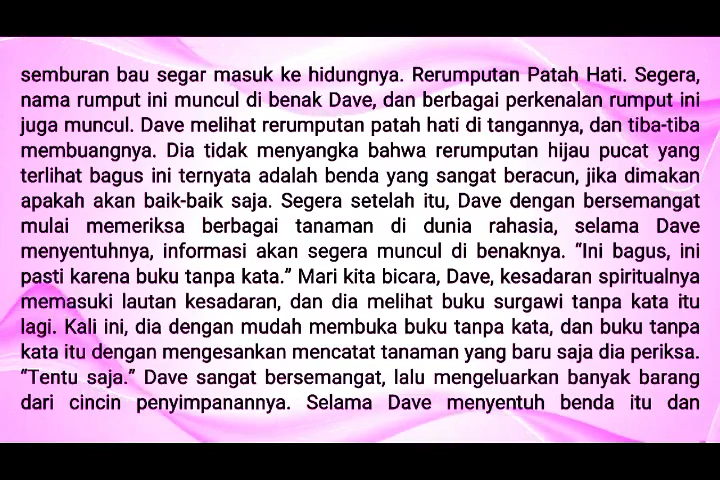 semburan bau segar masuk ke hidungnya. Rerumputan Patah Hati. Segera,
nama rumput ini muncul di benak Dave, dan berbagai perkenalan rumput ini
juga muncul. Dave melihat rerumputan patah hati di tangannya, dan tiba-tiba
membuangnya. Dia tidak menyangka bahwa rerumputan hijau pucat yang
terlihat bagus ini ternyata adalah benda yang sangat beracun, jika dimakan
apakah akan baik-baik saja. Segera setelah itu, Dave dengan bersemangat
mulai memeriksa berbagai tanaman di dunia rahasia, selama Dave
menyentuhnya, informasi akan segera muncul di benaknya. “Ini bagus, ini
pasti karena buku tanpa kata.” Mari kita bicara, Dave, kesadaran spiritualnya
memasuki lautan kesadaran, dan dia melihat buku surgawi tanpa kata itu
lagi. Kali ini, dia dengan mudah membuka buku tanpa kata, dan buku tanpa
kata itu dengan mengesankan mencatat tanaman yang baru saja dia periksa.
“Tentu saja.” Dave sangat bersemangat, lalu mengeluarkan banyak barang
dari cincin penyimpanannya. Selama Dave menyentuh benda itu dan